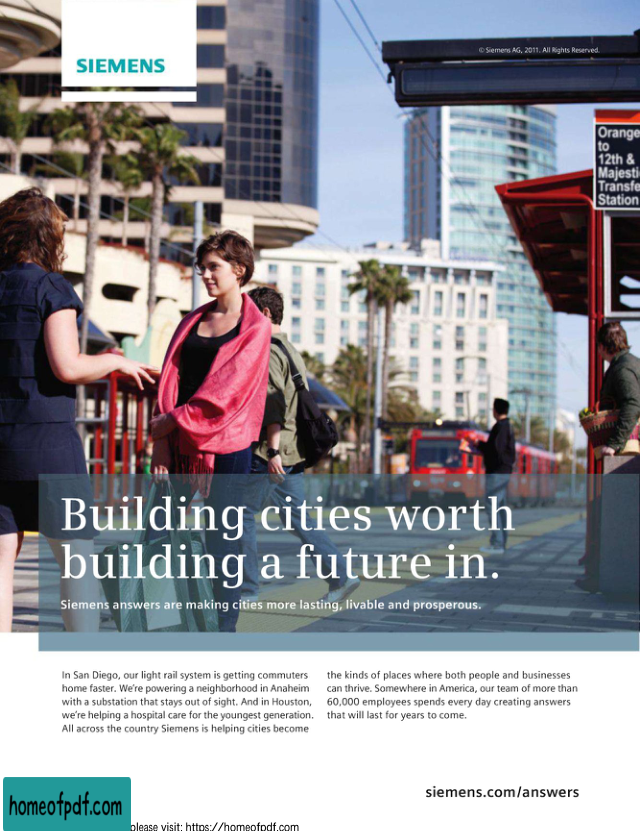 SIEMENS
© Siemens AG, 2011. All Rights Reserved.
Orange
to
12th &
Majesti
Transfe
Station
Building cities worth
building a future in.
Siemens answers are making cities more lasting, livable and prosperous.
In San Diego, our light rail system is getting commuters
home faster. We're powering a neighborhood in Anaheim
with a substation that stays out of sight. And in Houston,
we're helping a hospital care for the youngest generation.
All across the country Siemens is helping cities become
the kinds of places where both people and businesses
can thrive. Somewhere in America, our team of more than
60,000 employees spends every day creating answers
that will last for years to come.
siemens.com/answers
homeofpdf.com
please visit: https://homeofpdf.com